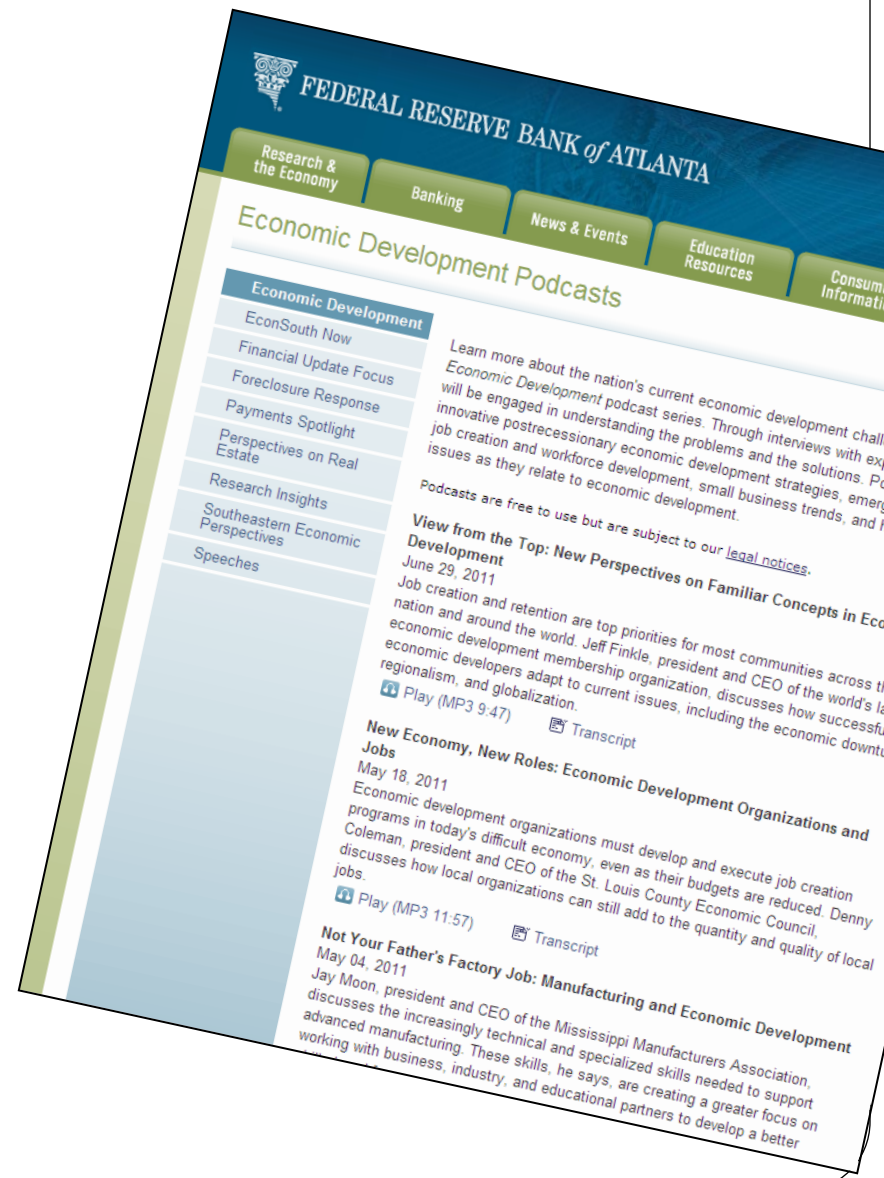 FEDERAL RESERVE BANK of ATLANTA
Research &
the Economy
Banking
News & Events
Education
Resources
Economic Development Podcasts
Economic Development
EconSouth Now
Financial Update Focus
Foreclosure Response
Payments Spotlight
Perspectives on Real
Estate
Research Insights
Southeastern Economic
Perspectives
Speeches
Learn more about the nation's current economic development
Economic Development podcast series. Through interviews with
will be engaged in understanding the problems and the solutions.
innovative postrecessionary economic development strategies,
job creation and workforce development, small business trends, and
issues as they relate to economic development.
Podcasts are free to use but are subject to our legal notices.
View from the Top: New Perspectives on Familiar Concepts in
Development
June 29, 2011
Job creation and retention are top priorities for most communities across
nation and around the world. Jeff Finkle, president and CEO of the world's
economic development membership organization, discusses how
economic developers adapt to current issues, including the economic
regionalism, and globalization.
Play (MP3 9:47)
Transcript
New Economy, New Roles: Economic Development Organizations and
Jobs
May 18, 2011
Economic development organizations must develop and execute job creation
programs in today's difficult economy, even as their budgets are reduced. Denny
Coleman, president and CEO of the St. Louis County Economic Council,
discusses how local organizations can still add to the quantity and quality of local
jobs.
Play (MP3 11:57)
Transcript
Not Your Father's Factory Job: Manufacturing and Economic Development
May 04, 2011
Jay Moon, president and CEO of the Mississippi Manufacturers Association,
discusses the increasingly technical and specialized skills needed to support
advanced manufacturing. These skills, he says, are creating a greater focus on
working with business, industry, and educational partners to develop a better